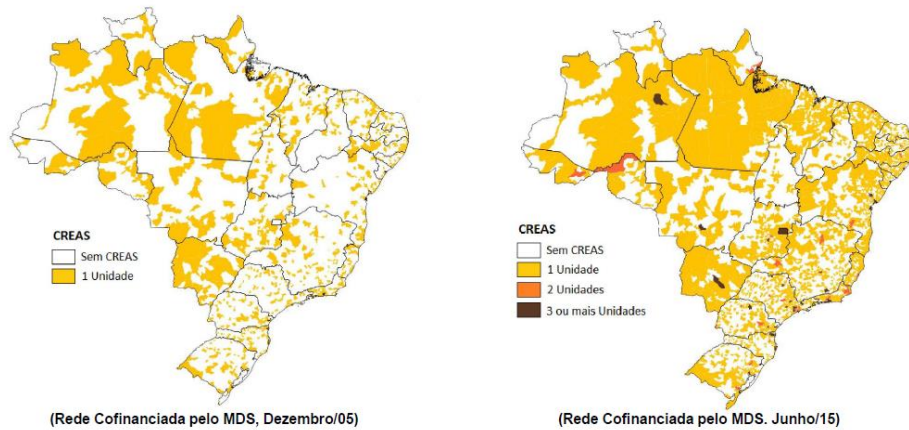 CREAS
Sem CREAS
1 Unidade
(Rede Cofinanciada pelo MDS, Dezembro/05)
CREAS
Sem CREAS
1 Unidade
2 Unidades
3 ou mais Unidades
(Rede Cofinanciada pelo MDS. Junho/15)